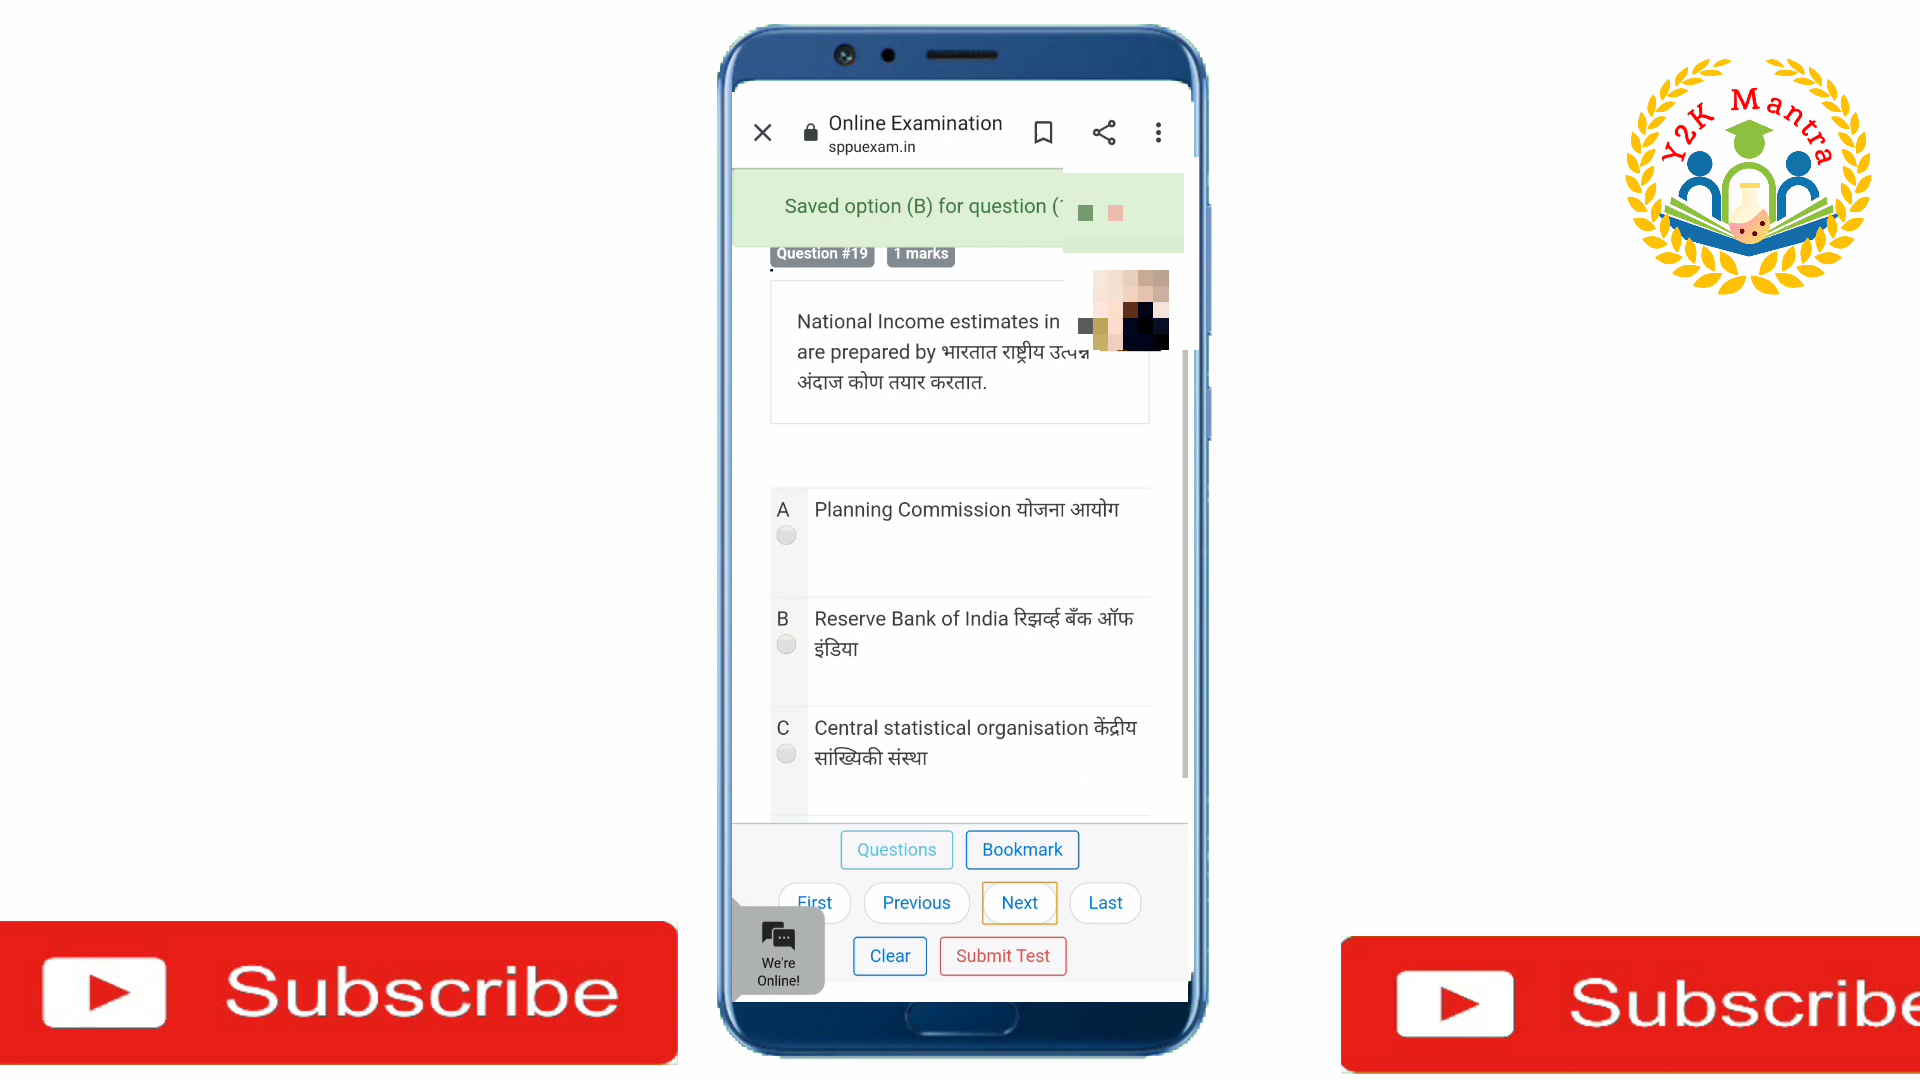 Online Examination
sppuexam.in
Saved option (B) for question (
Question #19
1 marks
National Income estimates in
are prepared by भारतात राष्ट्रीय उत्पन्न
अंदाज कोण तयार करतात.
A Planning Commission योजना आयोग
B Reserve Bank of India रिझर्व्ह बँक ऑफ
इंडिया
C Central statistical organisation केंद्रीय
सांख्यिकी संस्था
Questions
Bookmark
First
Previous
Next
Last
We're
Online!
Clear
Submit Test
Y2K Mantra
Subscribe
Subscribe